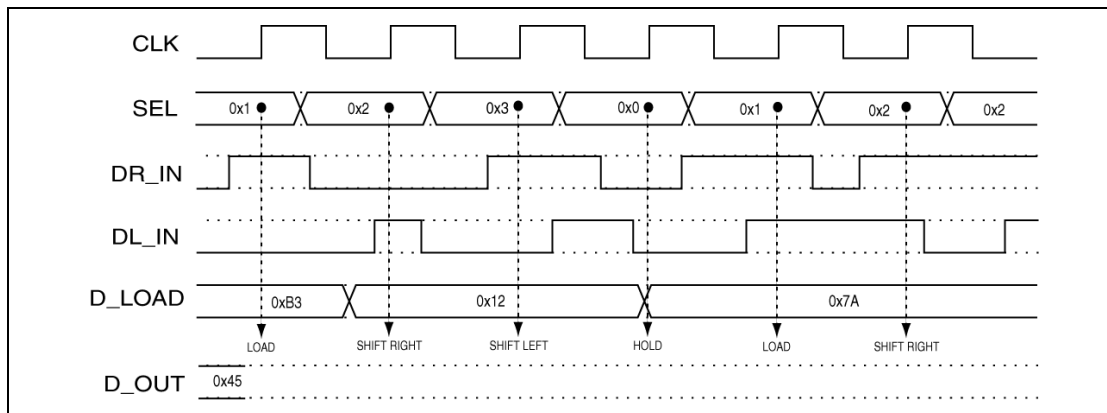 CLK
SEL 0x1 0x2 0x3 0x0 0x1 0x2 0x2
DR_IN
DL_IN
D_LOAD 0xB3 0x12 0x7A
LOAD SHIFT RIGHT SHIFT LEFT HOLD LOAD SHIFT RIGHT
D_OUT 0x45